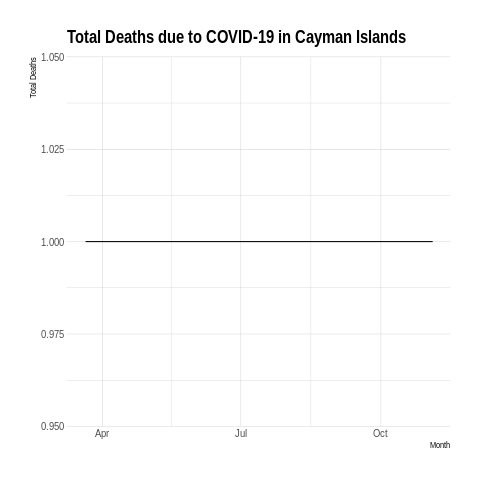 Total Deaths due to COVID-19 in Cayman Islands
Total Deaths
1.050
1.025
1.000
0.975
0.950
Apr Jul Oct
Month